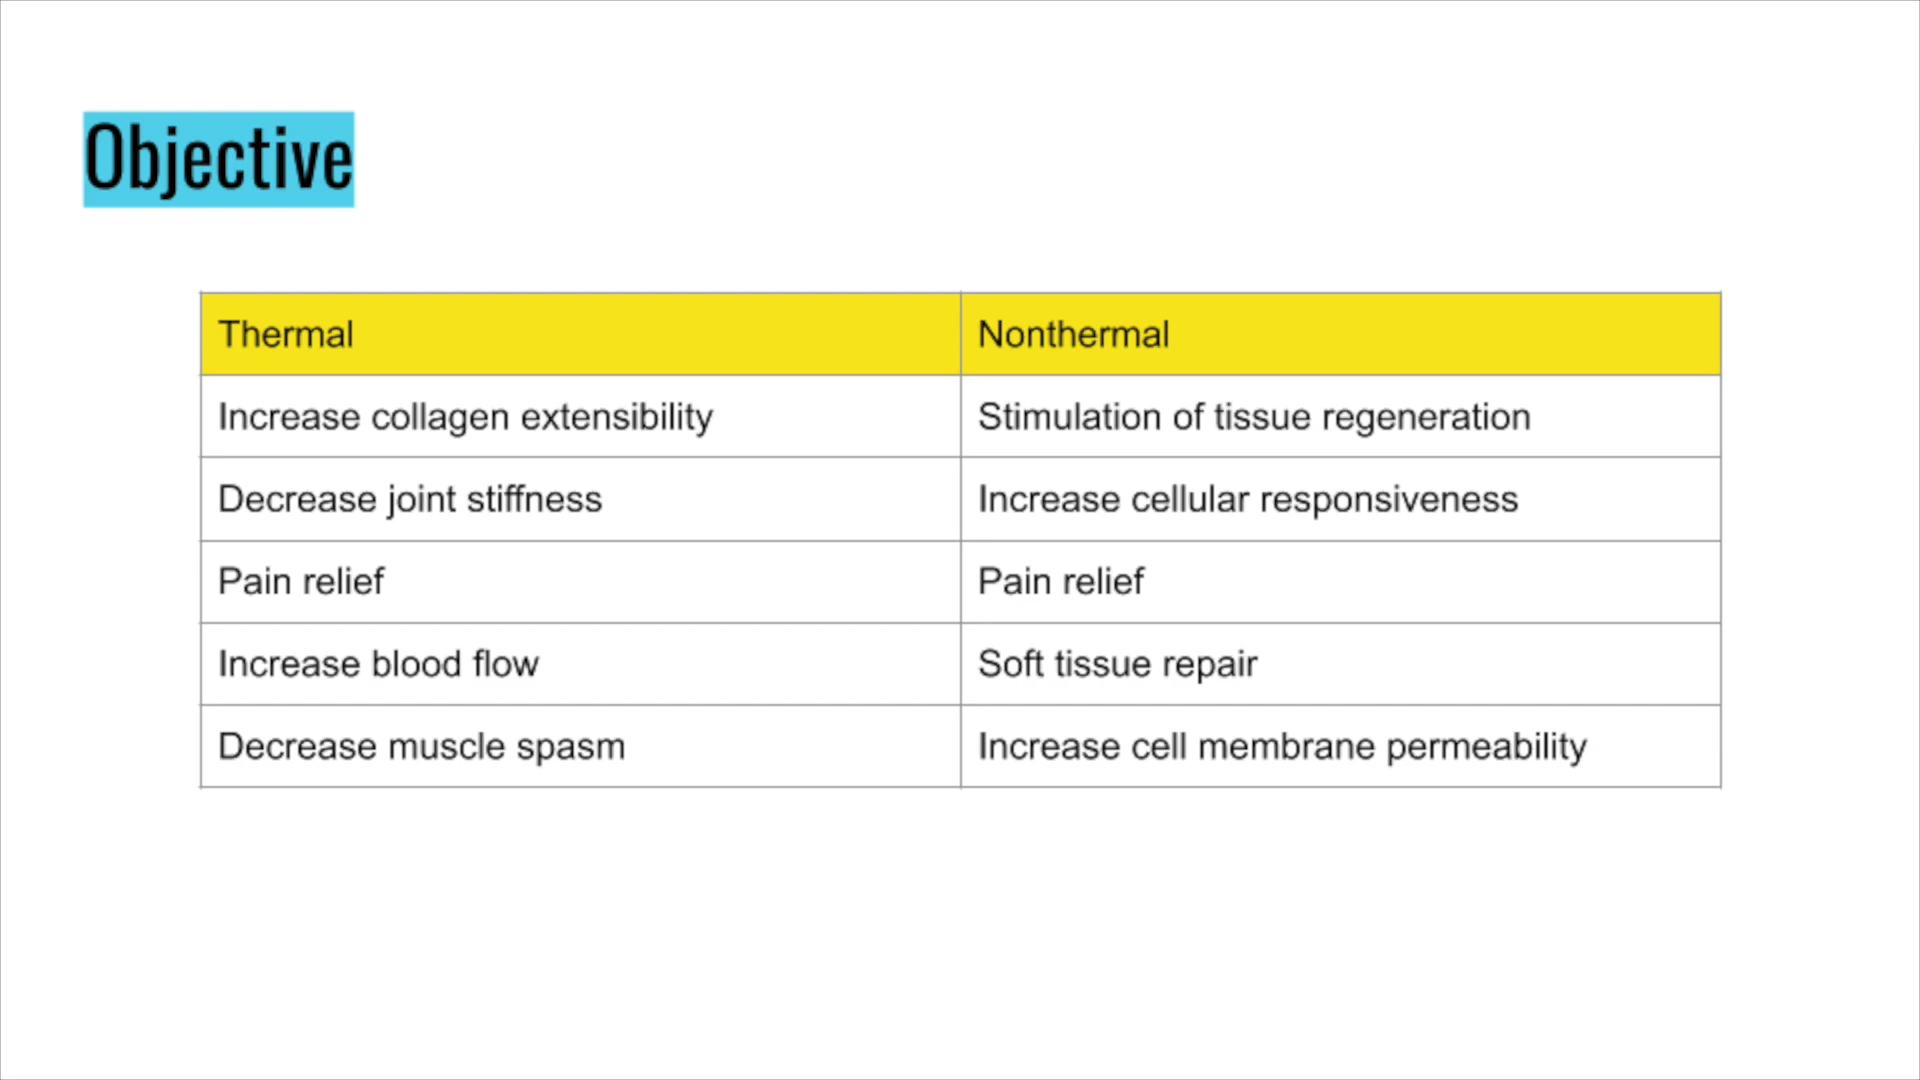 Objective
Thermal Nonthermal
Increase collagen extensibility Stimulation of tissue regeneration
Decrease joint stiffness Increase cellular responsiveness
Pain relief Pain relief
Increase blood flow Soft tissue repair
Decrease muscle spasm Increase cell membrane permeability